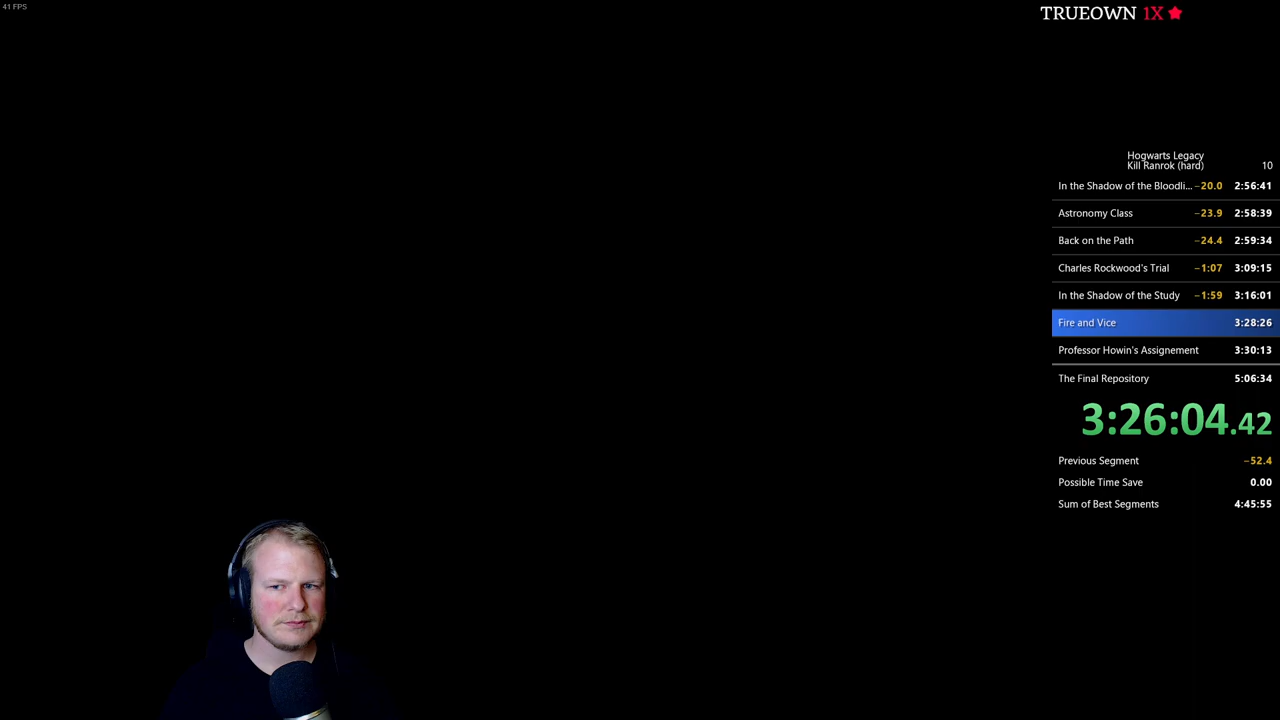 41 FPS
TRUEOWN 1X
Hogwarts Legacy
Kill Ranrok (hard) 10
In the Shadow of the Bloodli... −20.0 2:56:41
Astronomy Class −23.9 2:58:39
Back on the Path −24.4 2:59:34
Charles Rockwood's Trial −1:07 3:09:15
In the Shadow of the Study −1:59 3:16:01
Fire and Vice 3:28:26
Professor Howin's Assignement 3:30:13
The Final Repository 5:06:34
3:26:04.42
Previous Segment −52.4
Possible Time Save 0.00
Sum of Best Segments 4:45:55